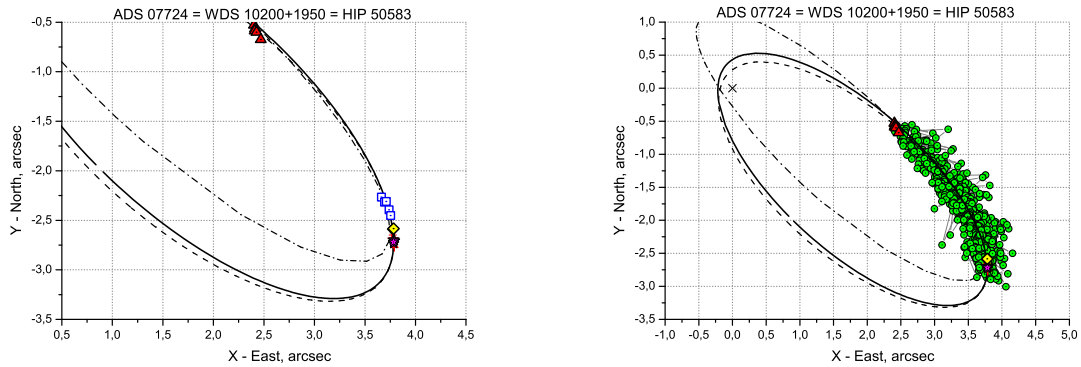 ADS 07724 = WDS 10200+1950 = HIP 50583
-0,5
-1,0
-1,5
-2,0
-2,5
-3,0
-3,5
Y - North, arcsec
0,5 1,0 1,5 2,0 2,5 3,0 3,5 4,0 4,5
X - East, arcsec
ADS 07724 = WDS 10200+1950 = HIP 50583
1,0
0,5
0,0
-0,5
-1,0
-1,5
-2,0
-2,5
-3,0
-3,5
Y - North, arcsec
-1,0 -0,5 0,0 0,5 1,0 1,5 2,0 2,5 3,0 3,5 4,0 4,5 5,0
X - East, arcsec